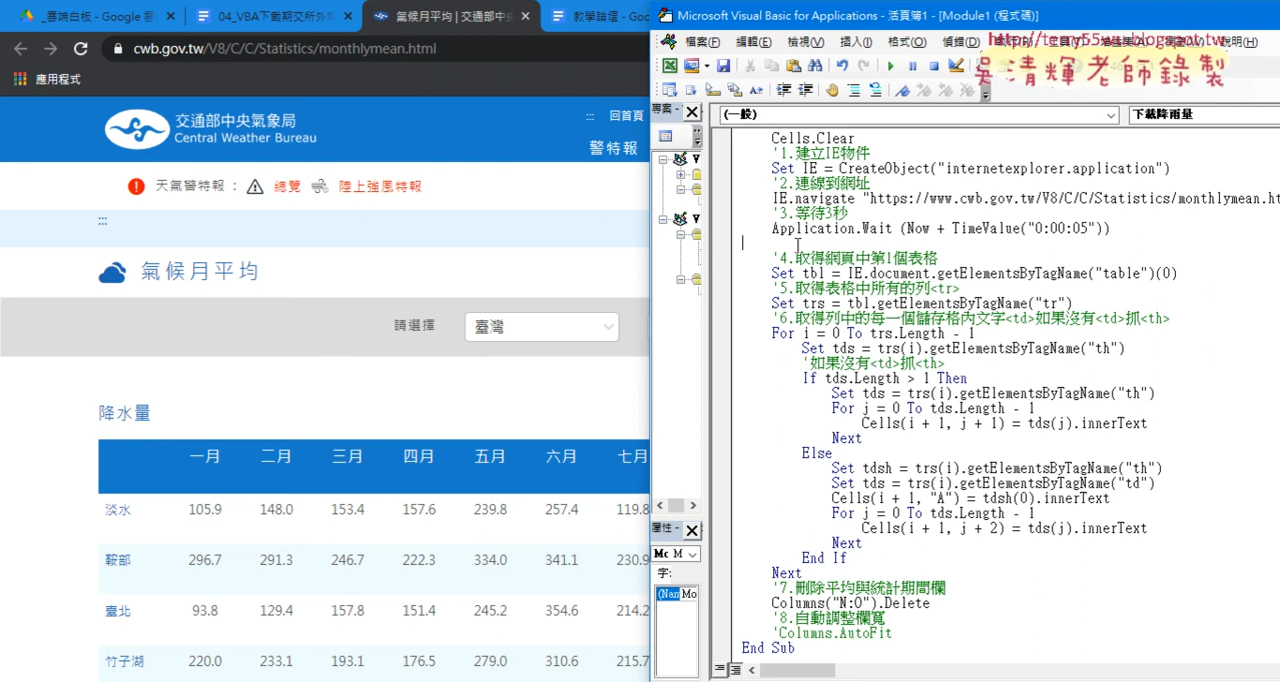 _雲端白板 - Google 雲
04_VBA下載期交所外
氣候月平均 | 交通部中央
教學論壇 - Goo
cwb.gov.tw/V8/C/C/Statistics/monthlymean.html
應用程式
交通部中央氣象局
Central Weather Bureau
回首頁
警特報
天氣警特報：
總覽
陸上強風特報
氣候月平均
請選擇
臺灣
降水量
一月 二月 三月 四月 五月 六月 七月
淡水 105.9 148.0 153.4 157.6 239.8 257.4 119.8
鞍部 296.7 291.3 246.7 222.3 334.0 341.1 230.9
臺北 93.8 129.4 157.8 151.4 245.2 354.6 214.2
竹子湖 220.0 233.1 193.1 176.5 279.0 310.6 215.7
Microsoft Visual Basic for Applications - 活頁簿1 - [Module1 (程式碼)]
檔案(F) 編輯(E) 檢視(V) 插入(I) 格式(O) 偵錯(D)
說明(H)
吳清輝老師錄製
專案 -
(一般)
下載降雨量
Cells.Clear
'1.建立IE物件
Set IE = CreateObject("internetexplorer.application")
'2.連線到網址
IE.navigate "https://www.cwb.gov.tw/V8/C/C/Statistics/monthlymean.ht
'3.等待3秒
Application.Wait (Now + TimeValue("0:00:05"))
'4.取得網頁中第1個表格
Set tbl = IE.document.getElementsByTagName("table")(0)
'5.取得表格中所有的列<tr>
Set trs = tbl.getElementsByTagName("tr")
'6.取得列中的每一個儲存格內文字<td>如果沒有<td>抓<th>
For i = 0 To trs.Length - 1
Set tds = trs(i).getElementsByTagName("th")
'如果沒有<td>抓<th>
If tds.Length > 1 Then
Set tds = trs(i).getElementsByTagName("th")
For j = 0 To tds.Length - 1
Cells(i + 1, j + 1) = tds(j).innerText
Next
Else
Set tdsh = trs(i).getElementsByTagName("th")
Set tds = trs(i).getElementsByTagName("td")
Cells(i + 1, "A") = tdsh(0).innerText
For j = 0 To tds.Length - 1
Cells(i + 1, j + 2) = tds(j).innerText
Next
End If
Next
'7.刪除平均與統計期間欄
Columns("N:O").Delete
'8.自動調整欄寬
'Columns.AutoFit
End Sub
屬性 -
Mc M
字:
(Nam Mo